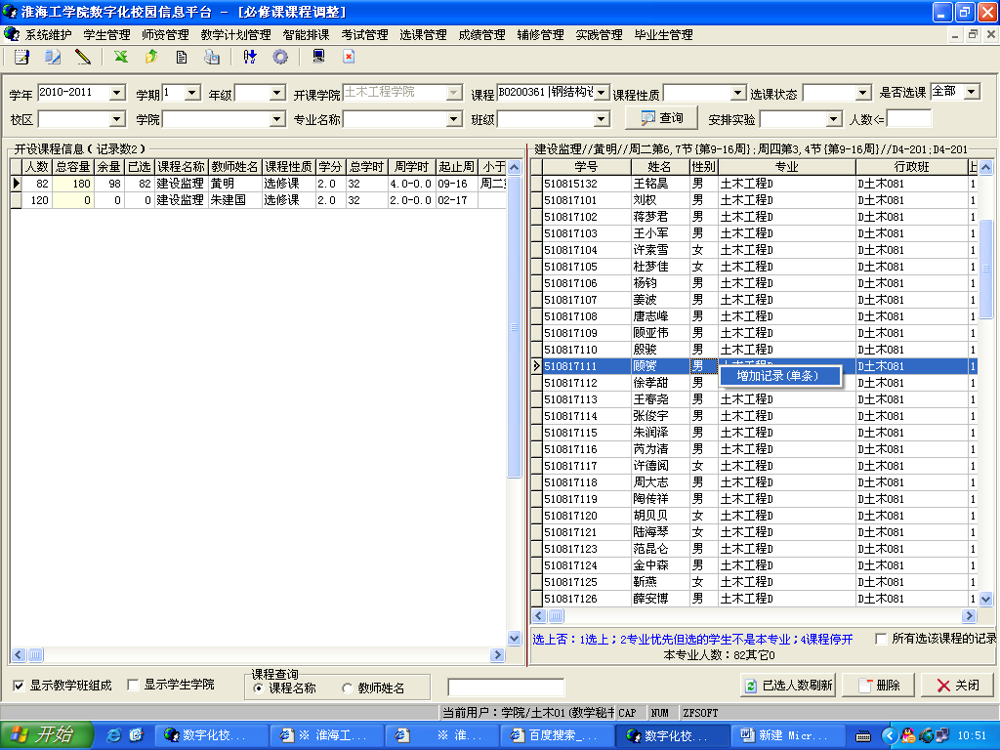 淮海工学院数字化校园信息平台 - [必修课课程调整]
系统维护 学生管理 师资管理 教学计划管理 智能排课 考试管理 选课管理 成绩管理 辅修管理 实践管理 毕业生管理
学年 2010-2011 学期 1 年级 开课学院 土木工程学院 课程 B0200361|钢结构设 课程性质 选课状态 是否选课 全部
校区 学院 专业名称 班级 查询 安排实验 人数<=
开设课程信息(记录数2)
人数 总容量 余量 已选 课程名称 教师姓名 课程性质 学分 总学时 周学时 起止周 小于
82 180 98 82 建设监理 黄明 选修课 2.0 32 4.0-0.0 09-16 周二第
120 0 0 0 建设监理 朱建国 选修课 2.0 32 2.0-0.0 02-17
建设监理//黄明//周二第6,7节{第9-16周};周四第3,4节{第9-16周}//D4-201;D4-201
学号 姓名 性别 专业 行政班 上
510815132 王铭昊 男 土木工程D D土木081 1
510817101 刘权 男 土木工程D D土木081 1
510817102 蒋梦君 男 土木工程D D土木081 1
510817103 王小军 男 土木工程D D土木081 1
510817104 许素雪 女 土木工程D D土木081 1
510817105 杜梦佳 女 土木工程D D土木081 1
510817106 杨钧 男 土木工程D D土木081 1
510817107 姜波 男 土木工程D D土木081 1
510817108 唐志峰 男 土木工程D D土木081 1
510817109 顾亚伟 男 土木工程D D土木081 1
510817110 殷骏 男 土木工程D D土木081 1
510817111 顾贺 男 土木工程D D土木081 1
增加记录(单条)
510817112 徐孝甜 男 D土木081 1
510817113 王春尧 男 土木工程D D土木081 1
510817114 张俊宇 男 土木工程D D土木081 1
510817115 朱润泽 男 土木工程D D土木081 1
510817116 芮为清 男 土木工程D D土木081 1
510817117 许德阅 女 土木工程D D土木081 1
510817118 周大志 男 土木工程D D土木081 1
510817119 陶传祥 男 土木工程D D土木081 1
510817120 胡贝贝 女 土木工程D D土木081 1
510817121 陆海琴 女 土木工程D D土木081 1
510817123 范昆仑 男 土木工程D D土木081 1
510817124 金中森 男 土木工程D D土木081 1
510817125 靳燕 女 土木工程D D土木081 1
510817126 薛安博 男 土木工程D D土木081 1
选上否:1选上;2专业优先但选的学生不是本专业;4课程停开 所有选该课程的记录
本专业人数:82其它0
显示教学班组成 显示学生学院 课程查询 课程名称 教师姓名 已选人数刷新 删除 关闭
当前用户:学院/土木01(教学秘书 CAP NUM ZFSOFT
开始 数字化校... ※ 淮海工... ※ 淮... 百度搜索_... 数字化校... 新建 Micr... 10:51